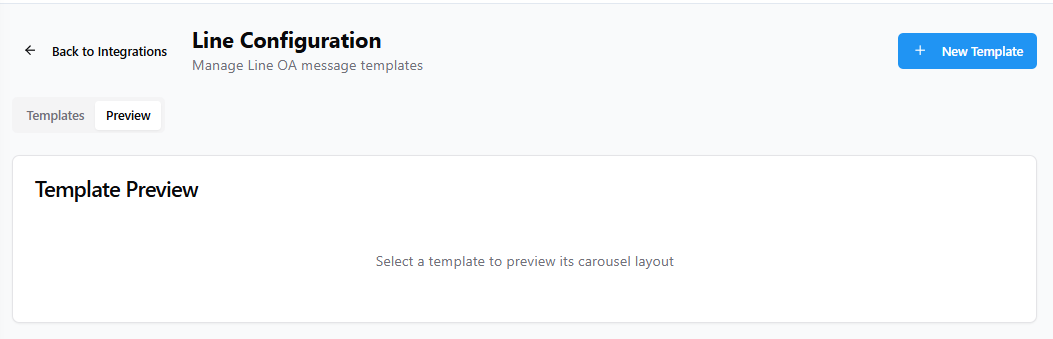 Back to Integrations
Line Configuration
Manage Line OA message templates
New Template
Templates
Preview
Template Preview
Select a template to preview its carousel layout